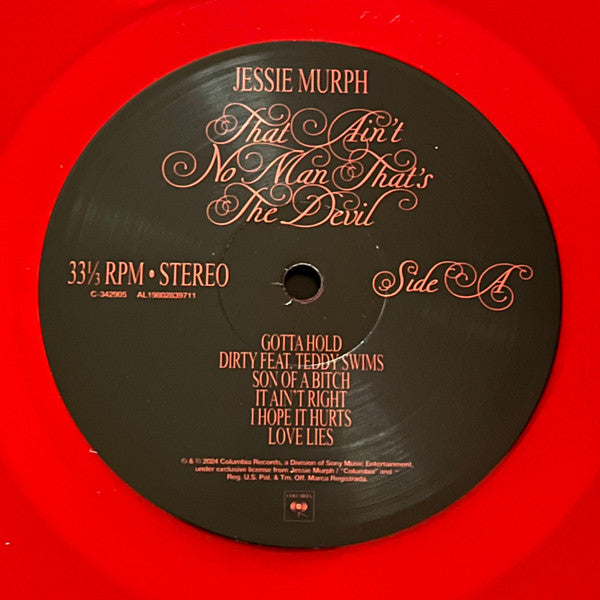 JESSIE MURPH
That Ain't
No Man That's
The Devil
33⅓ RPM • STEREO
C-342905 AL19802839711
Side A
GOTTA HOLD
DIRTY FEAT. TEDDY SWIMS
SON OF A BITCH
IT AIN'T RIGHT
I HOPE IT HURTS
LOVE LIES
℗ & © 2024 Columbia Records, a Division of Sony Music Entertainment,
under exclusive license from Jessie Murph / "Columbia" and
Reg. U.S. Pat. & Tm. Off. Marca Registrada.
COLUMBIA